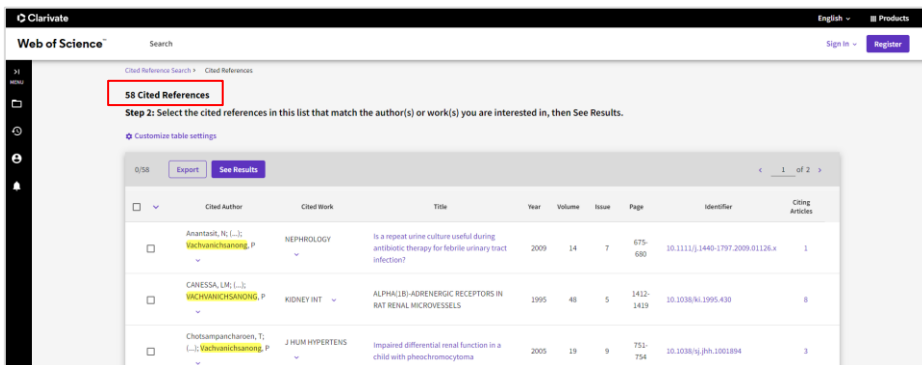 Clarivate English Products
Web of Science™ Search Sign In Register
MENU
Cited Reference Search > Cited References
58 Cited References
Step 2: Select the cited references in this list that match the author(s) or work(s) you are interested in, then See Results.
Customize table settings
0/58 Export See Results 1 of 2
Cited Author Cited Work Title Year Volume Issue Page Identifier Citing
Articles
Anantasit, N; (...);
Vachvanichsanong, P
NEPHROLOGY
Is a repeat urine culture useful during
antibiotic therapy for febrile urinary tract
infection?
2009 14 7 675-
680
10.1111/j.1440-1797.2009.01126.x 1
CANESSA, LM; (...);
VACHVANICHSANONG, P
KIDNEY INT
ALPHA(1B)-ADRENERGIC RECEPTORS IN
RAT RENAL MICROVESSELS
1995 48 5 1412-
1419
10.1038/ki.1995.430 8
Chotsampancharoen, T;
(...); Vachvanichsanong, P
J HUM HYPERTENS
Impaired differential renal function in a
child with pheochromocytoma
2005 19 9 751-
754
10.1038/sj.jhh.1001894 3